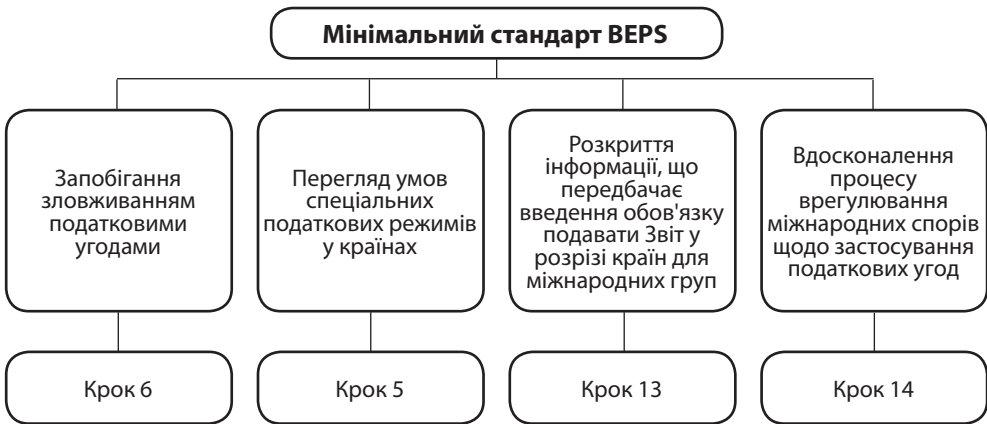 Мінімальний стандарт BEPS
Запобігання
зловживанням
податковими
угодами
Перегляд умов
спеціальних
податкових режимів
у країнах
Розкриття
інформації, що
передбачає
введення обов'язку
подавати Звіт у
розрізі країн для
міжнародних груп
Вдосконалення
процесу
врегулювання
міжнародних спорів
щодо застосування
податкових угод
Крок 6
Крок 5
Крок 13
Крок 14